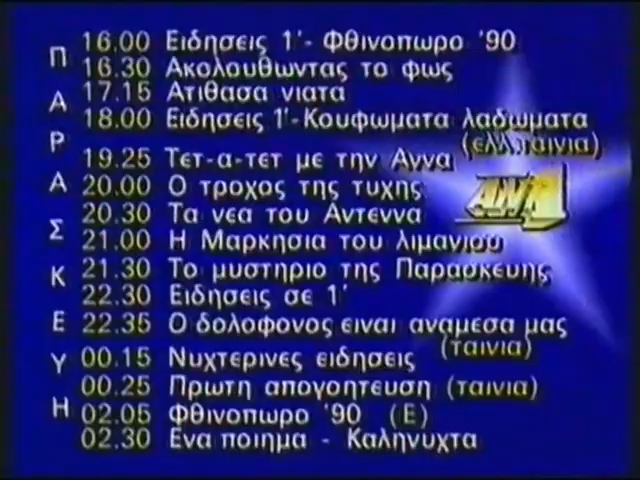 ΠΑΡΑΣΚΕΥΗ
16.00 Ειδησεις 1'- Φθινοπωρο '90
16.30 Ακολουθωντας το φως
17.15 Ατιθασα νιατα
18.00 Ειδησεις 1'-Κουφωματα λαδωματα
(ελλ.ταινια)
19.25 Τετ-α-τετ με την Αννα
20.00 Ο τροχος της τυχης
20.30 Τα νεα του Αντεννα
21.00 Η Μαρκησια του λιμανιου
21.30 Το μυστηριο της Παρασκευης
22.30 Ειδησεις σε 1'
22.35 Ο δολοφονος ειναι αναμεσα μας
(ταινια)
00.15 Νυχτερινες ειδησεις
00.25 Πρωτη απογοητευση (ταινια)
02.05 Φθινοπωρο '90 (Ε)
02.30 Ενα ποιημα - Καληνυχτα